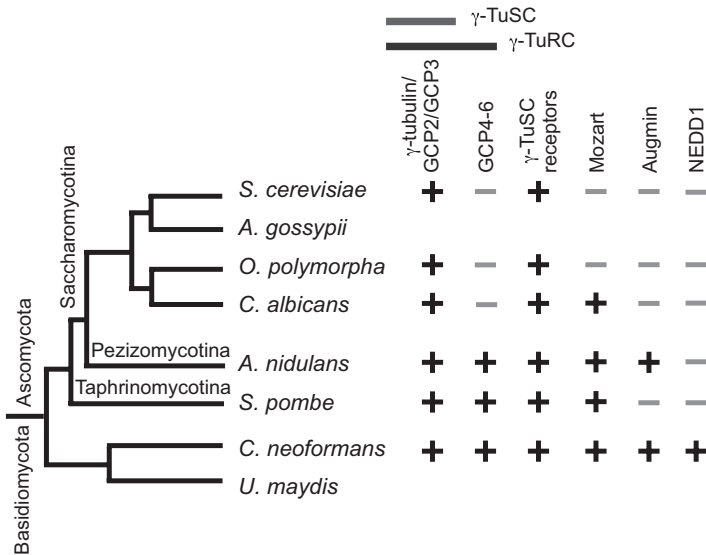 γ-TuSC
γ-TuRC
γ-tubulin/
GCP2/GCP3
GCP4-6
γ-TuSC
receptors
Mozart
Augmin
NEDD1
Ascomycota
Basidiomycota
Saccharomycotina
Pezizomycotina
Taphrinomycotina
S. cerevisiae + – + – – –
A. gossypii
O. polymorpha + – + – – –
C. albicans + – + + – –
A. nidulans + + + + + –
S. pombe + + + + – –
C. neoformans + + + + + +
U. maydis